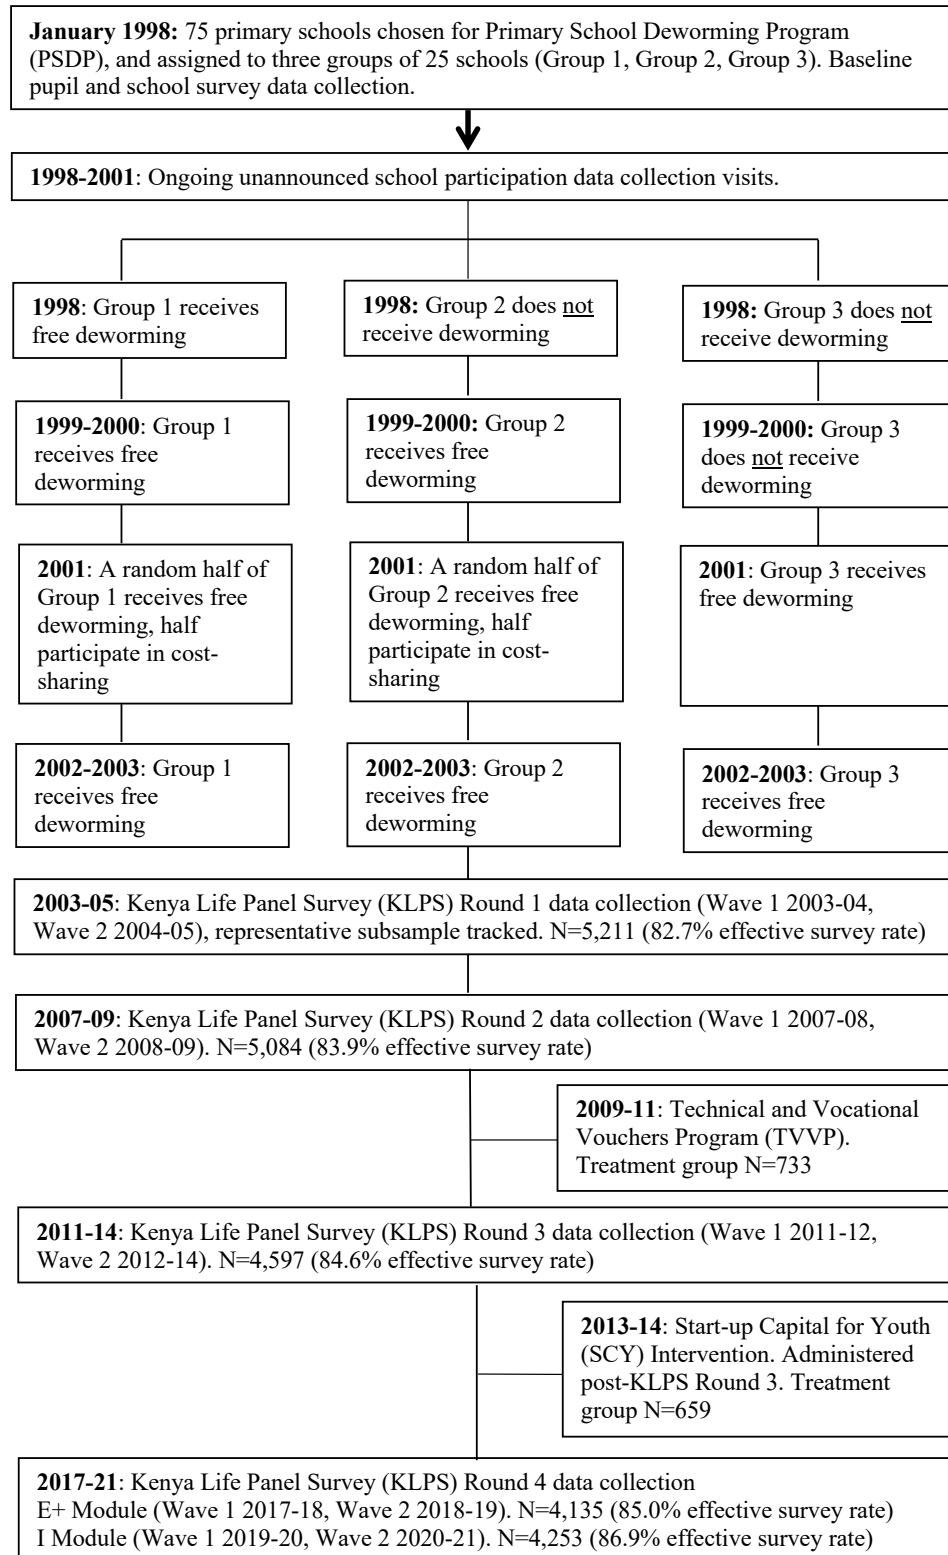 January 1998: 75 primary schools chosen for Primary School Deworming Program
(PSDP), and assigned to three groups of 25 schools (Group 1, Group 2, Group 3). Baseline
pupil and school survey data collection.
1998-2001: Ongoing unannounced school participation data collection visits.
1998: Group 1 receives
free deworming
1998: Group 2 does not
receive deworming
1998: Group 3 does not
receive deworming
1999-2000: Group 1
receives free
deworming
1999-2000: Group 2
receives free
deworming
1999-2000: Group 3
does not receive
deworming
2001: A random half of
Group 1 receives free
deworming, half
participate in cost-
sharing
2001: A random half of
Group 2 receives free
deworming, half
participate in cost-
sharing
2001: Group 3 receives
free deworming
2002-2003: Group 1
receives free
deworming
2002-2003: Group 2
receives free
deworming
2002-2003: Group 3
receives free
deworming
2003-05: Kenya Life Panel Survey (KLPS) Round 1 data collection (Wave 1 2003-04,
Wave 2 2004-05), representative subsample tracked. N=5,211 (82.7% effective survey rate)
2007-09: Kenya Life Panel Survey (KLPS) Round 2 data collection (Wave 1 2007-08,
Wave 2 2008-09). N=5,084 (83.9% effective survey rate)
2009-11: Technical and Vocational
Vouchers Program (TVVP).
Treatment group N=733
2011-14: Kenya Life Panel Survey (KLPS) Round 3 data collection (Wave 1 2011-12,
Wave 2 2012-14). N=4,597 (84.6% effective survey rate)
2013-14: Start-up Capital for Youth
(SCY) Intervention. Administered
post-KLPS Round 3. Treatment
group N=659
2017-21: Kenya Life Panel Survey (KLPS) Round 4 data collection
E+ Module (Wave 1 2017-18, Wave 2 2018-19). N=4,135 (85.0% effective survey rate)
I Module (Wave 1 2019-20, Wave 2 2020-21). N=4,253 (86.9% effective survey rate)